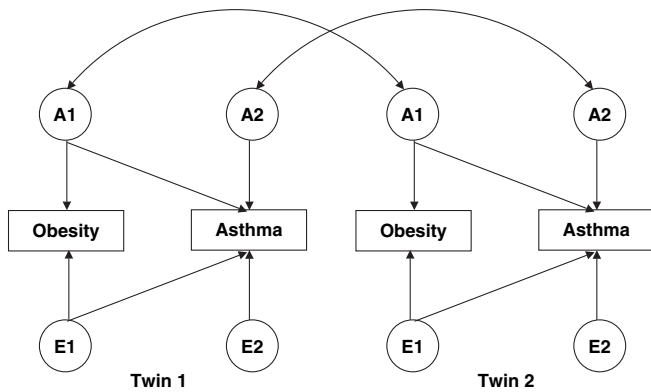 A1 A2 A1 A2
Obesity Asthma Obesity Asthma
E1 E2 E1 E2
Twin 1 Twin 2